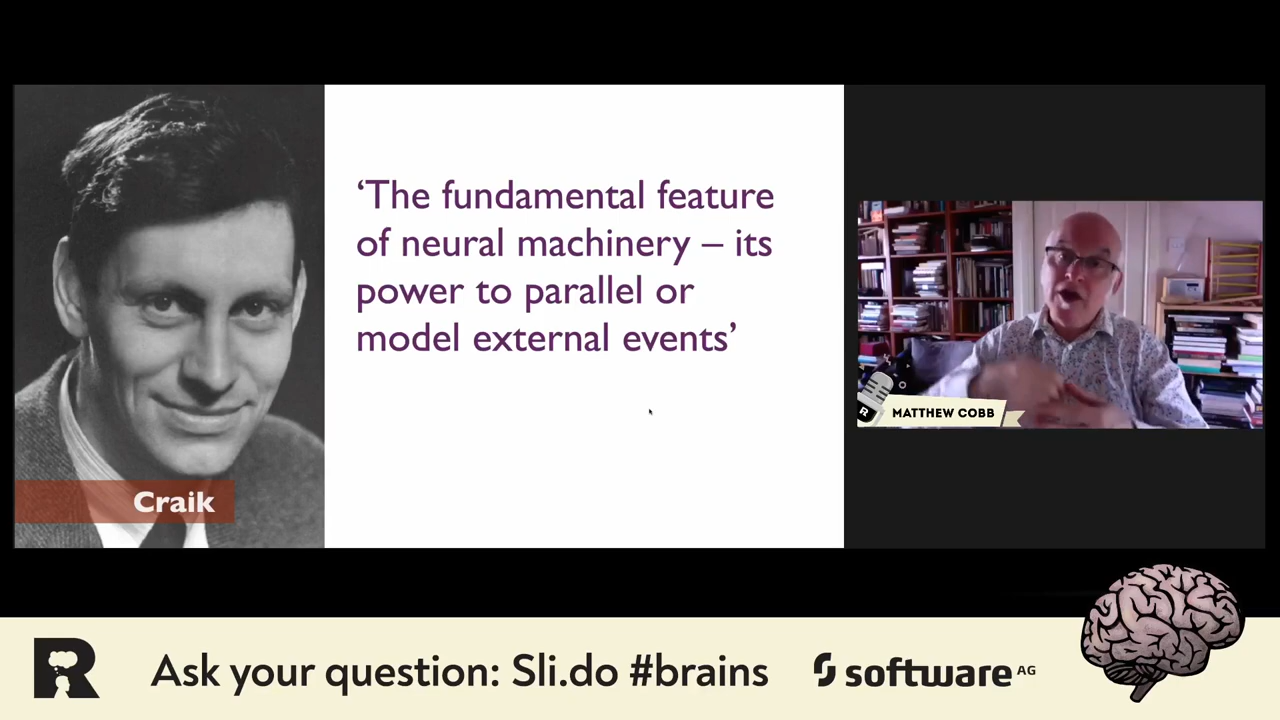 ‘The fundamental feature
of neural machinery – its
power to parallel or
model external events’
Craik
R
MATTHEW COBB
R
Ask your question: Sli.do #brains
software AG